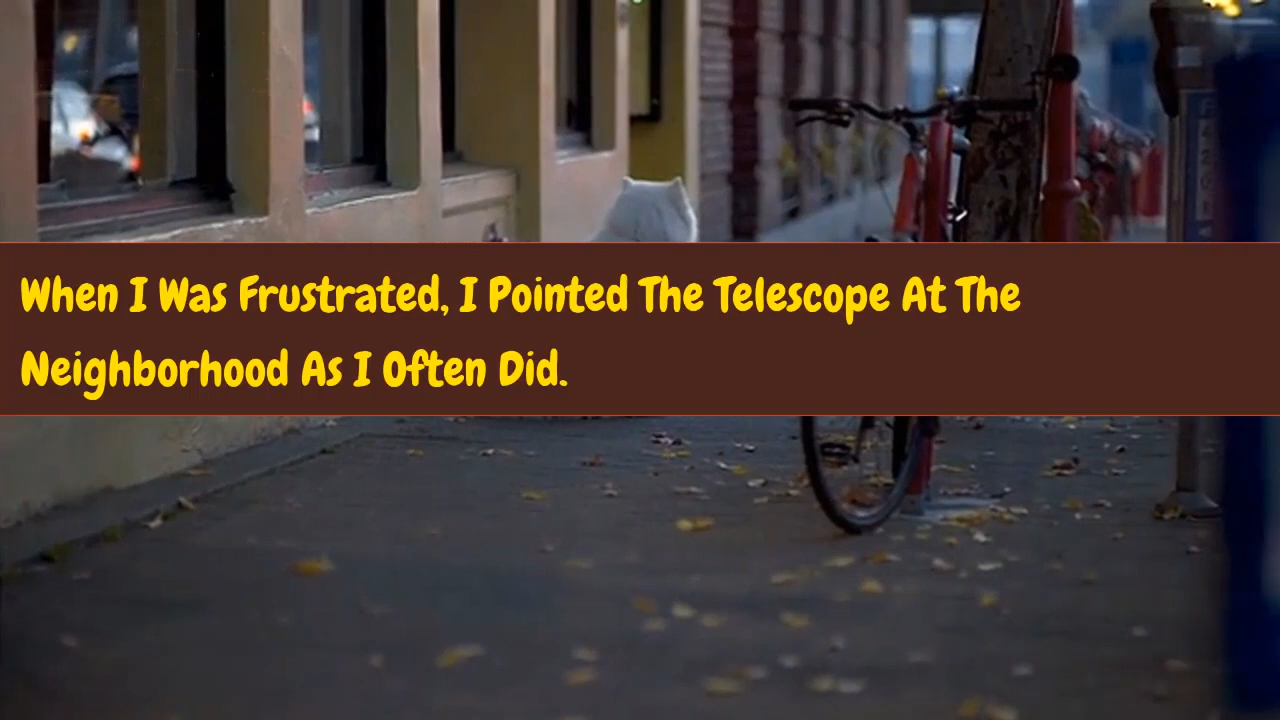 When I Was Frustrated, I Pointed The Telescope At The
Neighborhood As I Often Did.